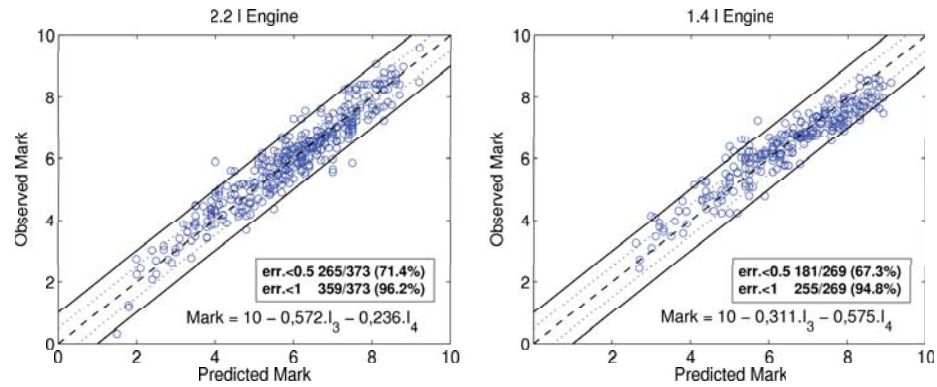 2.2 l Engine
10
8
6
4
2
0
Observed Mark
err.<0.5 265/373 (71.4%)
err.<1 359/373 (96.2%)
Mark = 10 − 0,572.I3 − 0,236.I4
0 2 4 6 8 10
Predicted Mark
1.4 l Engine
10
8
6
4
2
0
Observed Mark
err.<0.5 181/269 (67.3%)
err.<1 255/269 (94.8%)
Mark = 10 − 0,311.I3 − 0,575.I4
0 2 4 6 8 10
Predicted Mark